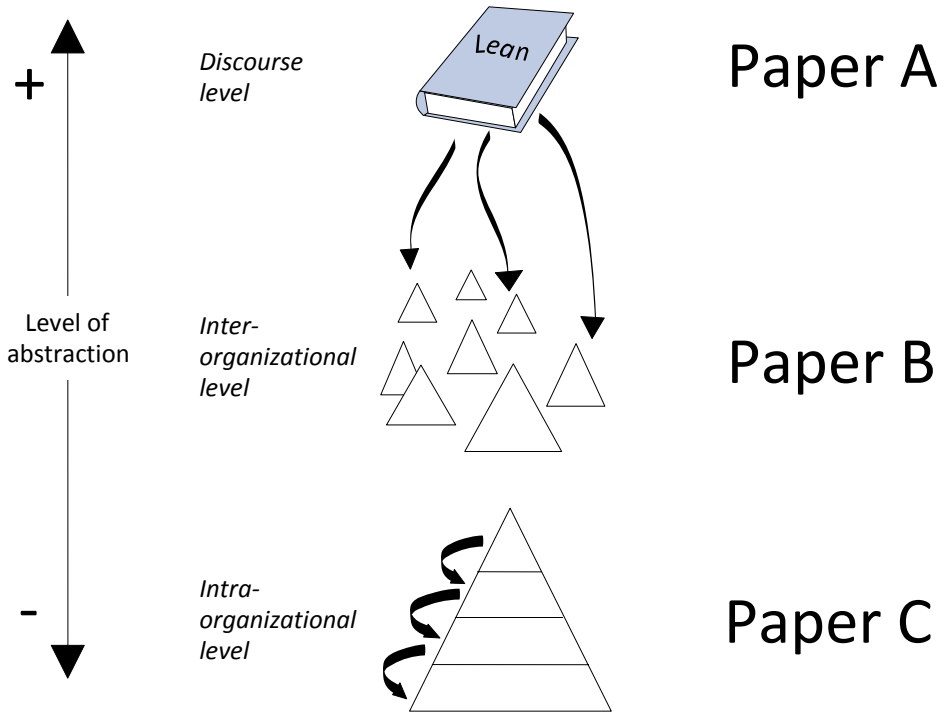 +
Discourse
level
Lean
Paper A
Level of
abstraction
Inter-
organizational
level
Paper B
-
Intra-
organizational
level
Paper C